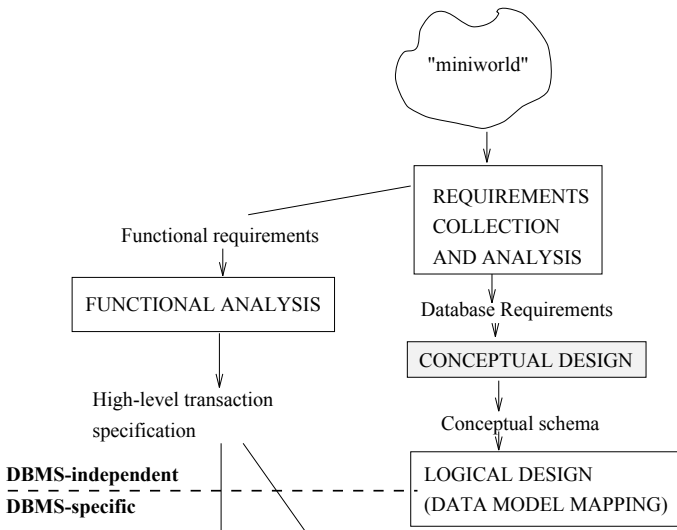 "miniworld"
REQUIREMENTS
COLLECTION
AND ANALYSIS
Functional requirements
FUNCTIONAL ANALYSIS
Database Requirements
CONCEPTUAL DESIGN
High-level transaction
specification
Conceptual schema
DBMS-independent
DBMS-specific
LOGICAL DESIGN
(DATA MODEL MAPPING)